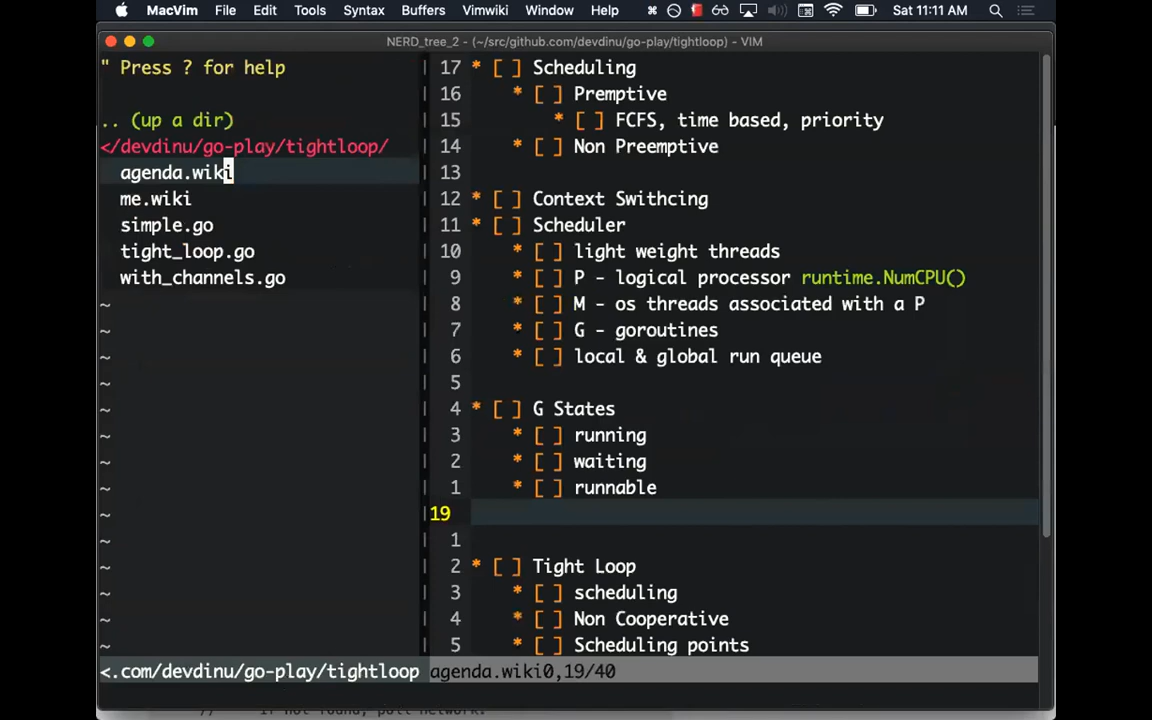 MacVim File Edit Tools Syntax Buffers Vimwiki Window Help Sat 11:11 AM
NERD_tree_2 - (~/src/github.com/devdinu/go-play/tightloop) - VIM
" Press ? for help
.. (up a dir)
</devdinu/go-play/tightloop/
agenda.wiki
me.wiki
simple.go
tight_loop.go
with_channels.go
~
~
~
~
~
~
~
~
~
~
~
~
~
~
17 * [ ] Scheduling
16 * [ ] Premptive
15 * [ ] FCFS, time based, priority
14 * [ ] Non Preemptive
13
12 * [ ] Context Swithcing
11 * [ ] Scheduler
10 * [ ] light weight threads
9 * [ ] P - logical processor runtime.NumCPU()
8 * [ ] M - os threads associated with a P
7 * [ ] G - goroutines
6 * [ ] local & global run queue
5
4 * [ ] G States
3 * [ ] running
2 * [ ] waiting
1 * [ ] runnable
19
1
2 * [ ] Tight Loop
3 * [ ] scheduling
4 * [ ] Non Cooperative
5 * [ ] Scheduling points
<.com/devdinu/go-play/tightloop agenda.wiki0,19/40
// If not found, poll network.